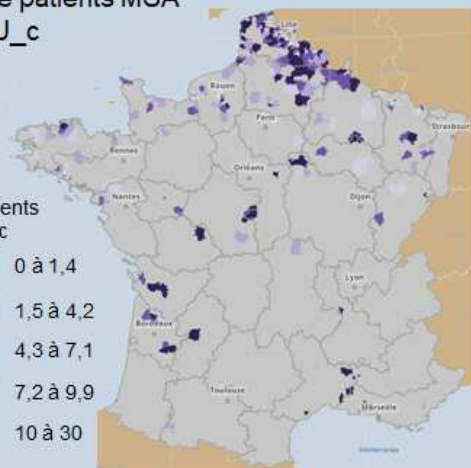 e patients MSA
U_c
Lille
Rouen
Paris
Strasbourg
Rennes
Orléans
Nantes
Dijon
ents
c
0 à 1,4
Lyon
1,5 à 4,2
Bordeaux
4,3 à 7,1
7,2 à 9,9
Toulouse
Marseille
10 à 30